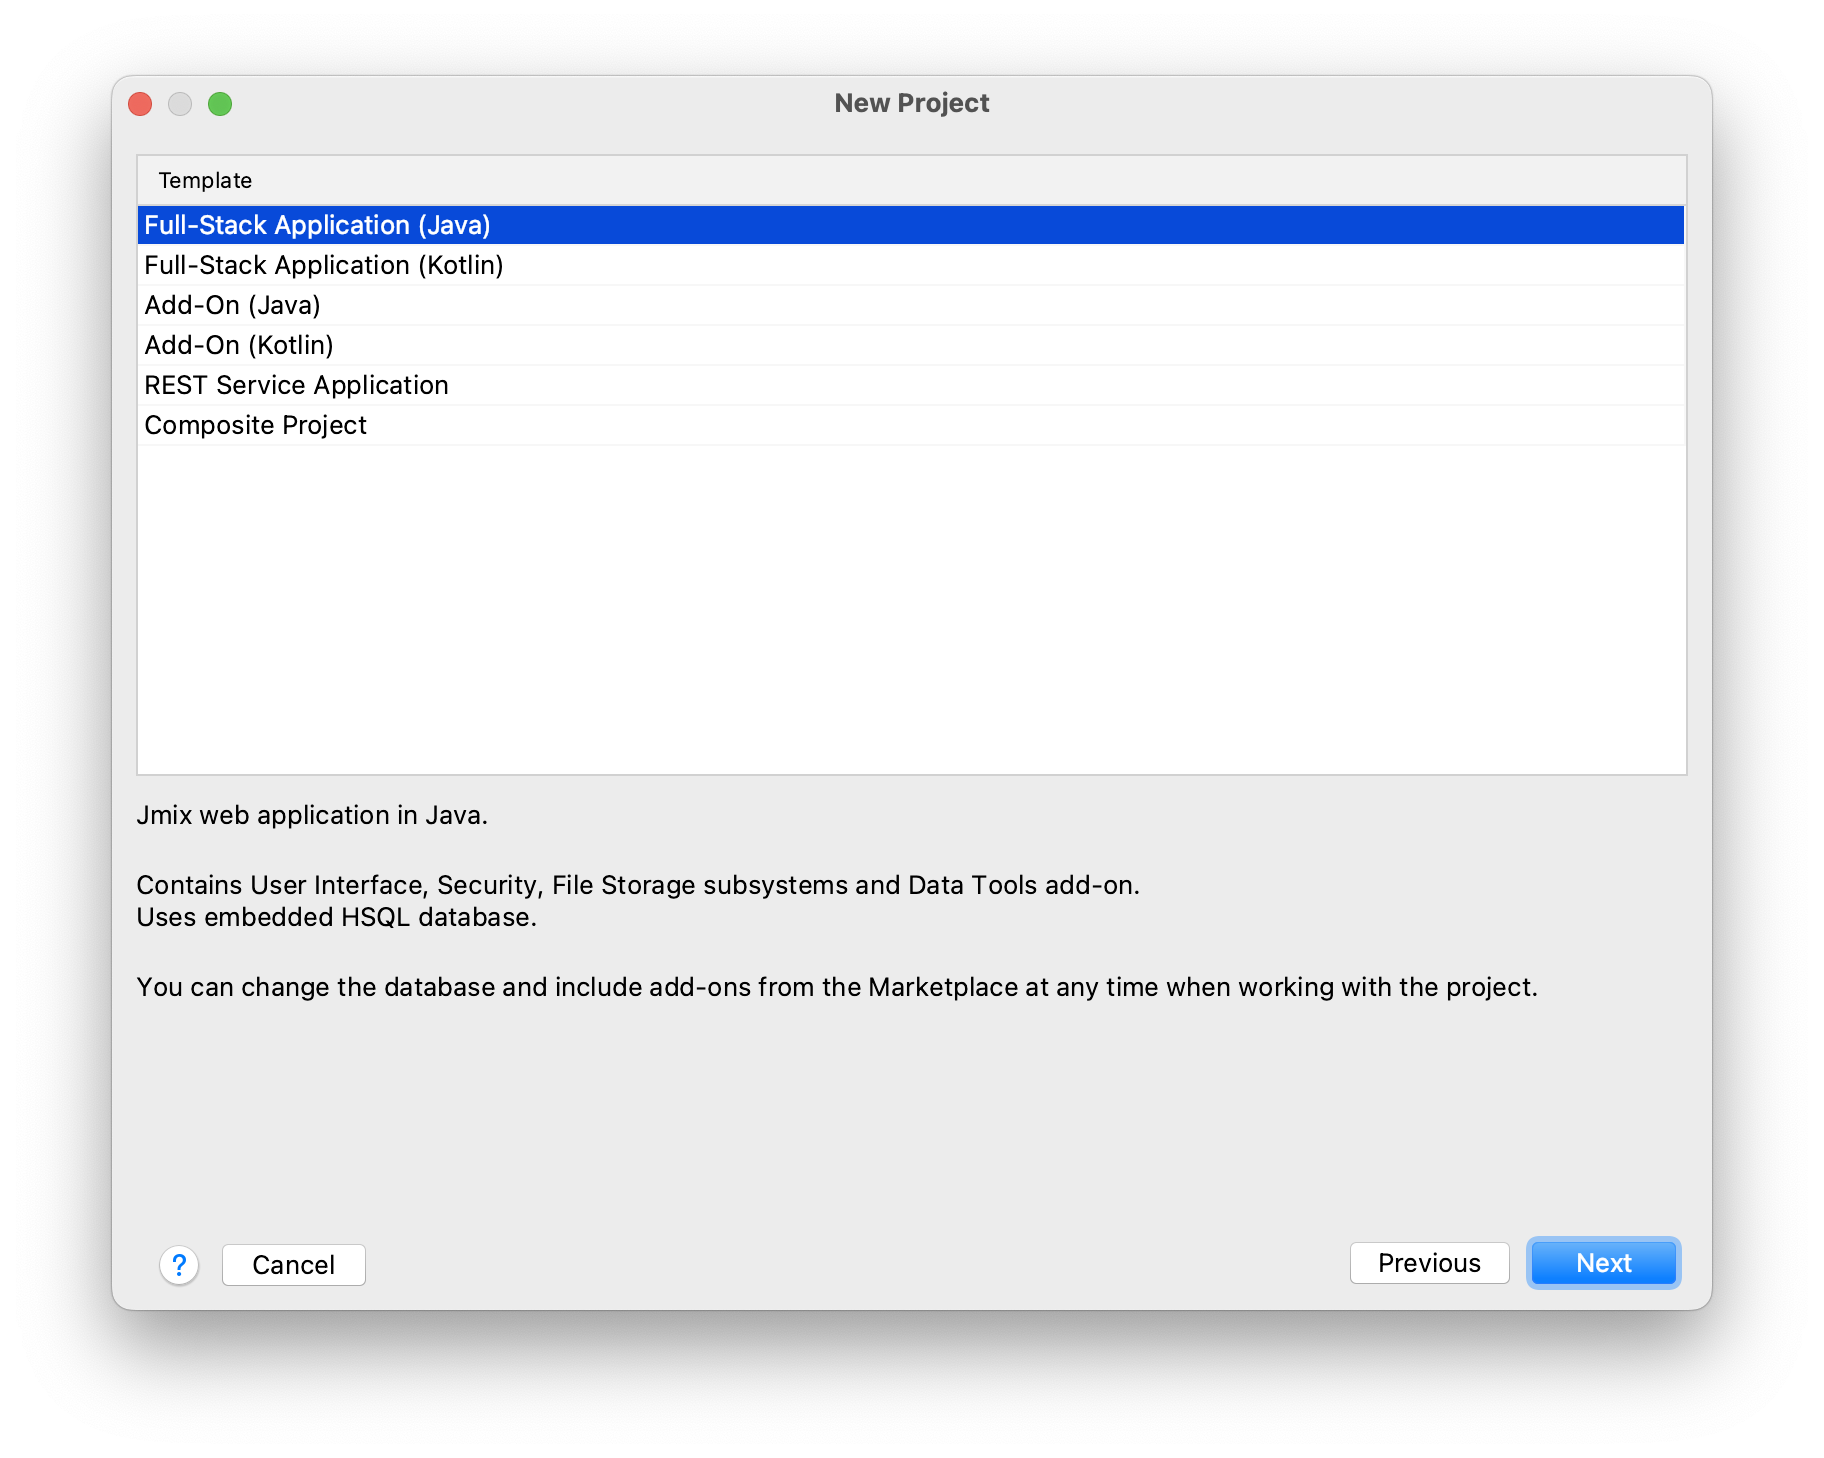 New Project
Template
Full-Stack Application (Java)
Full-Stack Application (Kotlin)
Add-On (Java)
Add-On (Kotlin)
REST Service Application
Composite Project
Jmix web application in Java.
Contains User Interface, Security, File Storage subsystems and Data Tools add-on.
Uses embedded HSQL database.
You can change the database and include add-ons from the Marketplace at any time when working with the project.
? Cancel Previous Next